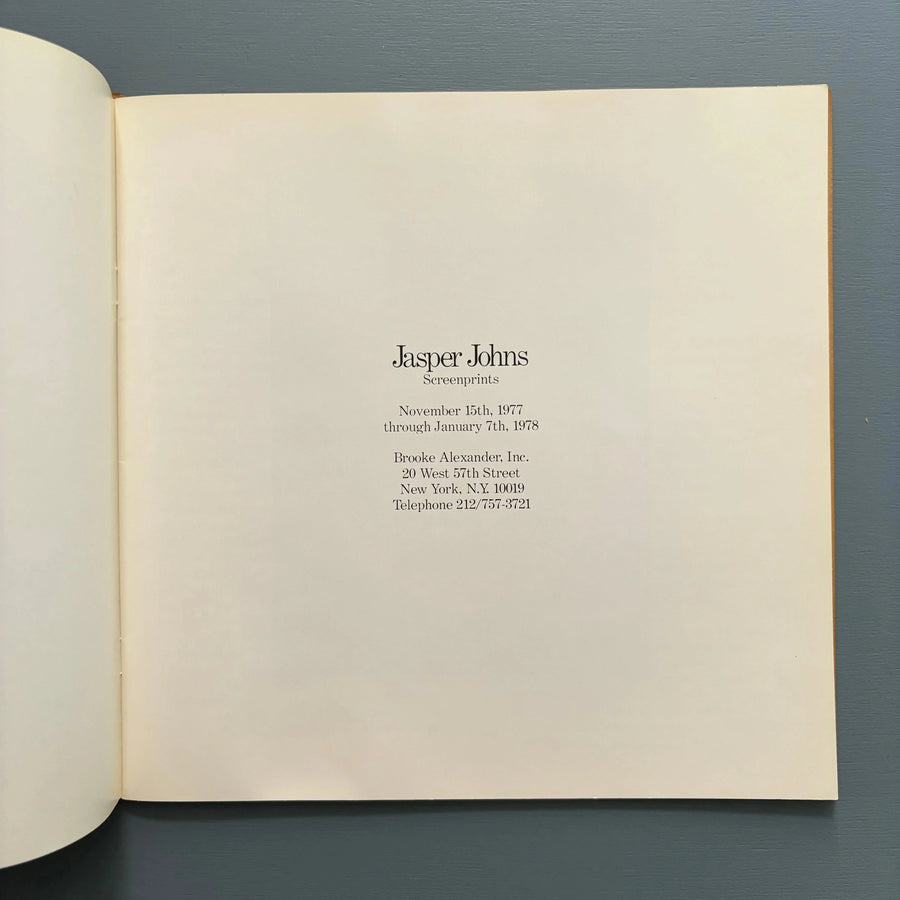 Jasper Johns
Screenprints
November 15th, 1977
through January 7th, 1978
Brooke Alexander, Inc.
20 West 57th Street
New York, N.Y. 10019
Telephone 212/757-3721